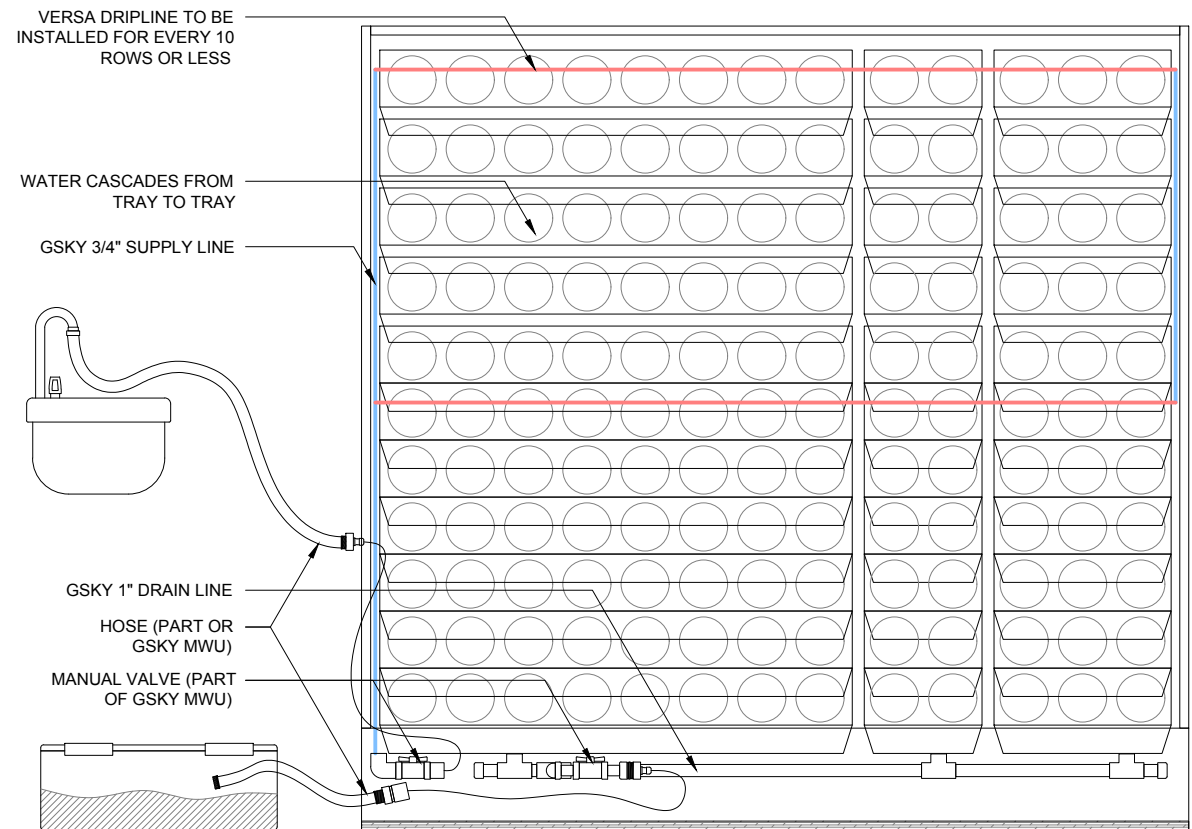 VERSA DRIPLINE TO BE
INSTALLED FOR EVERY 10
ROWS OR LESS
WATER CASCADES FROM
TRAY TO TRAY
GSKY 3/4" SUPPLY LINE
GSKY 1" DRAIN LINE
HOSE (PART OR
GSKY MWU)
MANUAL VALVE (PART
OF GSKY MWU)